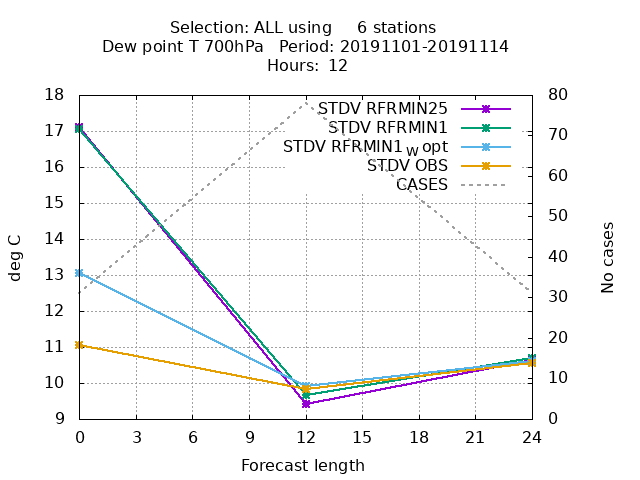 Selection: ALL using     6 stations
Dew point T 700hPa   Period: 20191101-20191114
Hours:  12
18
17
16
15
14
13
12
11
10
9
80
70
60
50
40
30
20
10
0
deg C
No cases
STDV RFRMIN25
STDV RFRMIN1
STDV RFRMIN1 w opt
STDV OBS
CASES
0 3 6 9 12 15 18 21 24
Forecast length